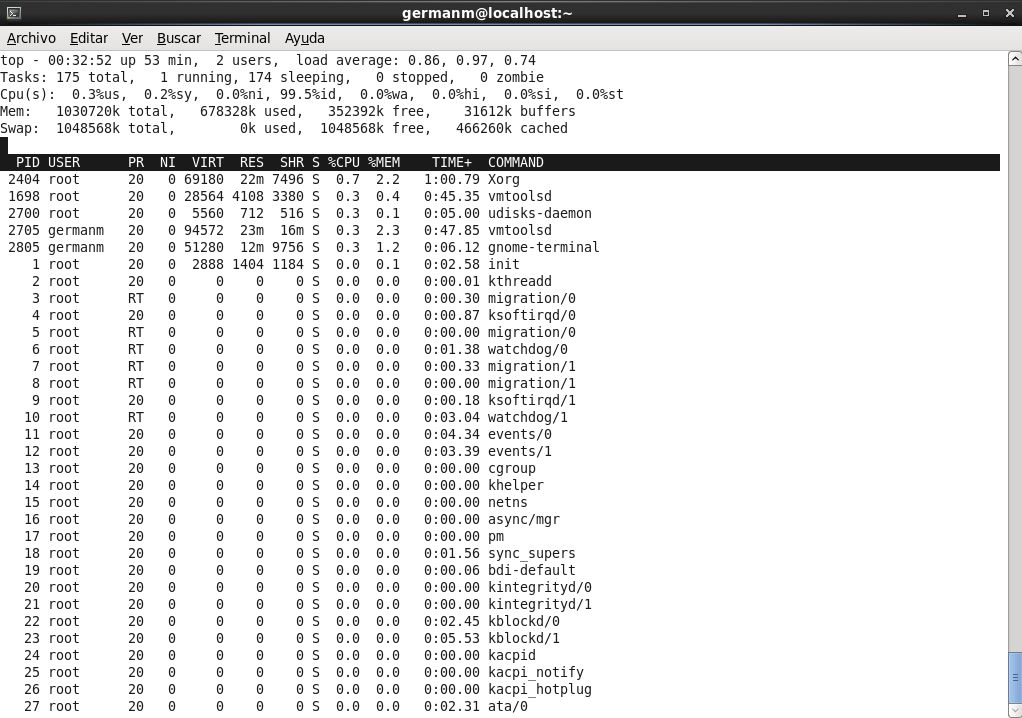 germanm@localhost:~
Archivo Editar Ver Buscar Terminal Ayuda
top - 00:32:52 up 53 min,  2 users,  load average: 0.86, 0.97, 0.74
Tasks: 175 total,   1 running, 174 sleeping,   0 stopped,   0 zombie
Cpu(s):  0.3%us,  0.2%sy,  0.0%ni, 99.5%id,  0.0%wa,  0.0%hi,  0.0%si,  0.0%st
Mem:   1030720k total,   678328k used,   352392k free,    31612k buffers
Swap:  1048568k total,        0k used,  1048568k free,   466260k cached
  PID USER      PR  NI  VIRT  RES  SHR S %CPU %MEM    TIME+  COMMAND
 2404 root      20   0 69180  22m 7496 S  0.7  2.2   1:00.79 Xorg
 1698 root      20   0 28564 4108 3380 S  0.3  0.4   0:45.35 vmtoolsd
 2700 root      20   0  5560  712  516 S  0.3  0.1   0:05.00 udisks-daemon
 2705 germanm   20   0 94572  23m  16m S  0.3  2.3   0:47.85 vmtoolsd
 2805 germanm   20   0 51280  12m 9756 S  0.3  1.2   0:06.12 gnome-terminal
    1 root      20   0  2888 1404 1184 S  0.0  0.1   0:02.58 init
    2 root      20   0     0    0    0 S  0.0  0.0   0:00.01 kthreadd
    3 root      RT   0     0    0    0 S  0.0  0.0   0:00.30 migration/0
    4 root      20   0     0    0    0 S  0.0  0.0   0:00.87 ksoftirqd/0
    5 root      RT   0     0    0    0 S  0.0  0.0   0:00.00 migration/0
    6 root      RT   0     0    0    0 S  0.0  0.0   0:01.38 watchdog/0
    7 root      RT   0     0    0    0 S  0.0  0.0   0:00.33 migration/1
    8 root      RT   0     0    0    0 S  0.0  0.0   0:00.00 migration/1
    9 root      20   0     0    0    0 S  0.0  0.0   0:00.18 ksoftirqd/1
   10 root      RT   0     0    0    0 S  0.0  0.0   0:03.04 watchdog/1
   11 root      20   0     0    0    0 S  0.0  0.0   0:04.34 events/0
   12 root      20   0     0    0    0 S  0.0  0.0   0:03.39 events/1
   13 root      20   0     0    0    0 S  0.0  0.0   0:00.00 cgroup
   14 root      20   0     0    0    0 S  0.0  0.0   0:00.00 khelper
   15 root      20   0     0    0    0 S  0.0  0.0   0:00.00 netns
   16 root      20   0     0    0    0 S  0.0  0.0   0:00.00 async/mgr
   17 root      20   0     0    0    0 S  0.0  0.0   0:00.00 pm
   18 root      20   0     0    0    0 S  0.0  0.0   0:01.56 sync_supers
   19 root      20   0     0    0    0 S  0.0  0.0   0:00.06 bdi-default
   20 root      20   0     0    0    0 S  0.0  0.0   0:00.00 kintegrityd/0
   21 root      20   0     0    0    0 S  0.0  0.0   0:00.00 kintegrityd/1
   22 root      20   0     0    0    0 S  0.0  0.0   0:02.45 kblockd/0
   23 root      20   0     0    0    0 S  0.0  0.0   0:05.53 kblockd/1
   24 root      20   0     0    0    0 S  0.0  0.0   0:00.00 kacpid
   25 root      20   0     0    0    0 S  0.0  0.0   0:00.00 kacpi_notify
   26 root      20   0     0    0    0 S  0.0  0.0   0:00.00 kacpi_hotplug
   27 root      20   0     0    0    0 S  0.0  0.0   0:02.31 ata/0